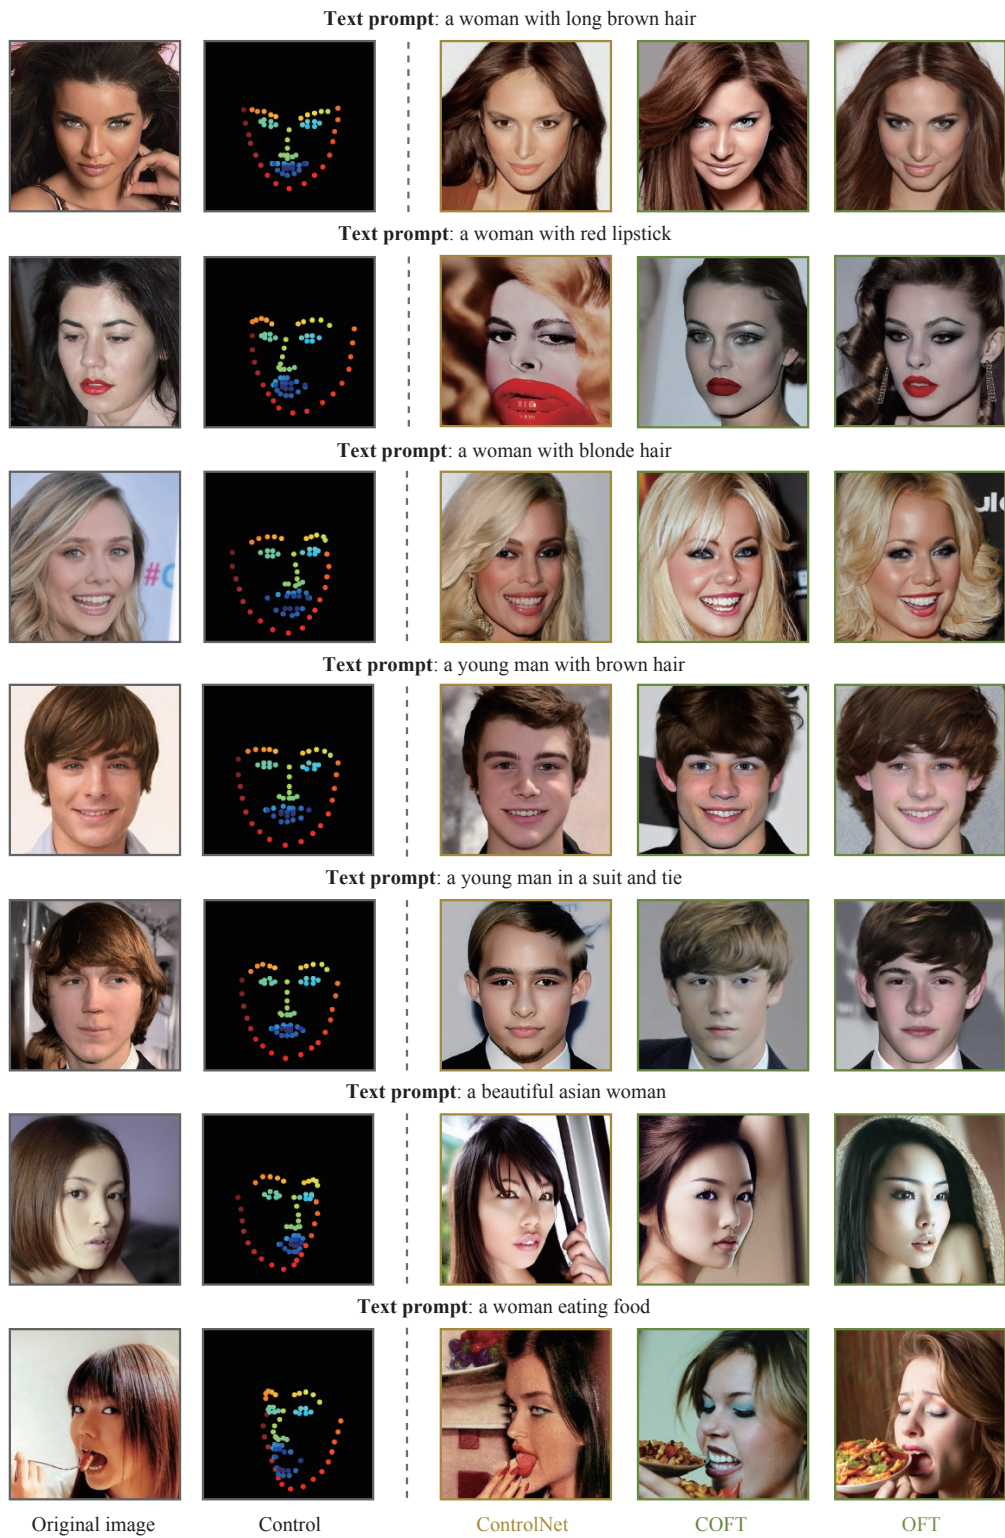 Text prompt: a woman with long brown hair
Text prompt: a woman with red lipstick
Text prompt: a woman with blonde hair
#C
Text prompt: a young man with brown hair
Text prompt: a young man in a suit and tie
Text prompt: a beautiful asian woman
Text prompt: a woman eating food
Original image Control ControlNet COFT OFT